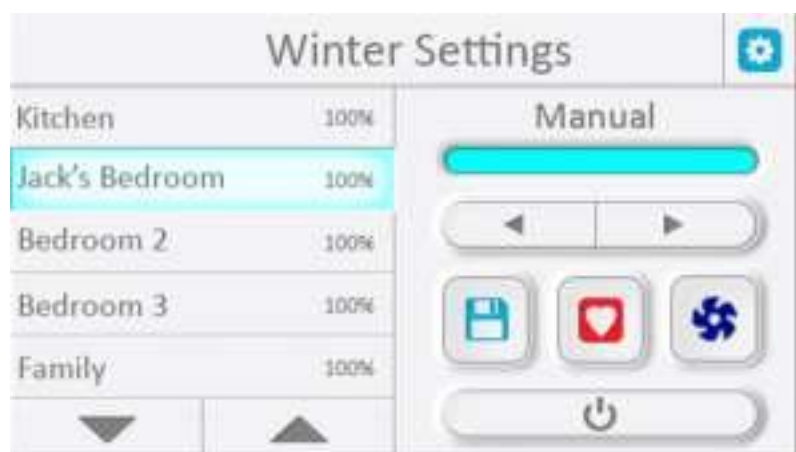 Winter Settings
Kitchen 100%
Jack's Bedroom 100%
Bedroom 2 100%
Bedroom 3 100%
Family 100%
Manual